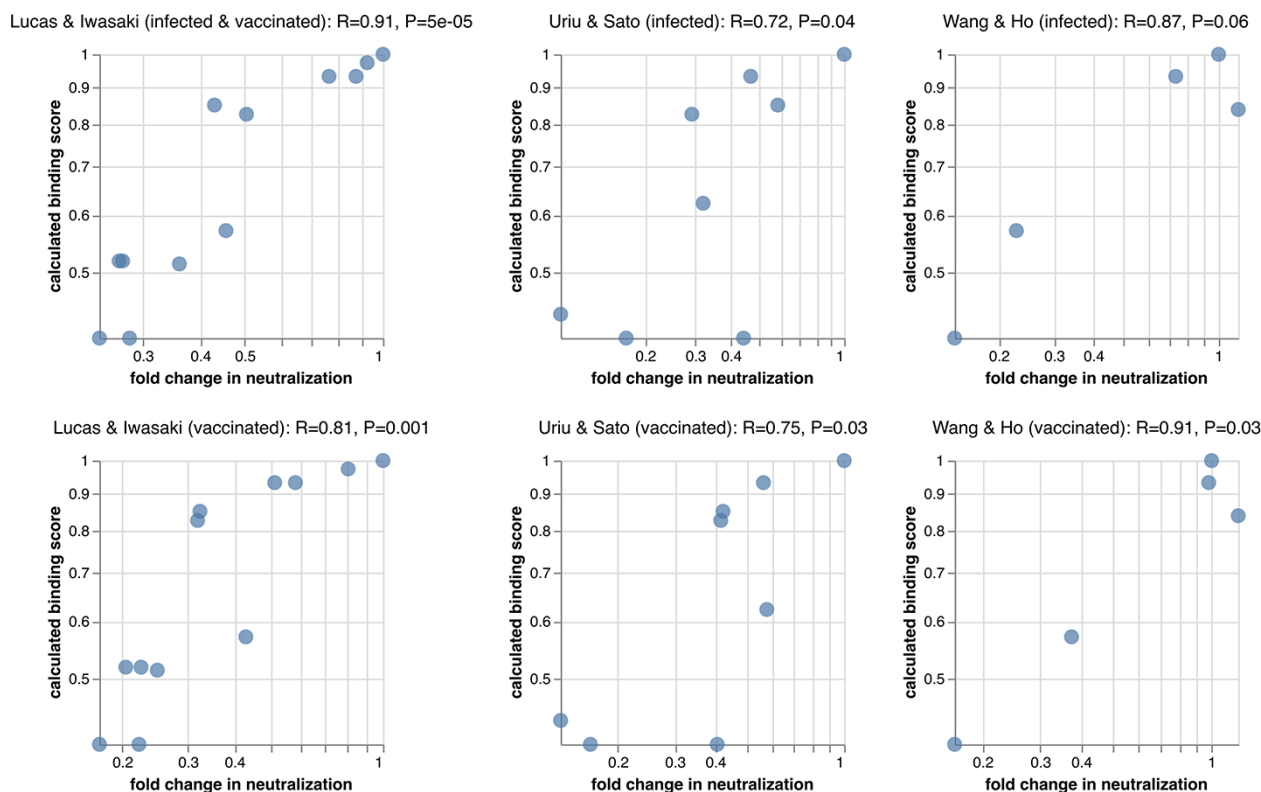 Lucas & Iwasaki (infected & vaccinated): R=0.91, P=5e-05
calculated binding score
1
0.9
0.8
0.7
0.6
0.5
0.3 0.4 0.5 1
fold change in neutralization
Uriu & Sato (infected): R=0.72, P=0.04
calculated binding score
1
0.9
0.8
0.7
0.6
0.5
0.2 0.3 0.4 1
fold change in neutralization
Wang & Ho (infected): R=0.87, P=0.06
calculated binding score
1
0.9
0.8
0.7
0.6
0.5
0.2 0.3 0.4 1
fold change in neutralization
Lucas & Iwasaki (vaccinated): R=0.81, P=0.001
calculated binding score
1
0.9
0.8
0.7
0.6
0.5
0.2 0.3 0.4 1
fold change in neutralization
Uriu & Sato (vaccinated): R=0.75, P=0.03
calculated binding score
1
0.9
0.8
0.7
0.6
0.5
0.2 0.3 0.4 1
fold change in neutralization
Wang & Ho (vaccinated): R=0.91, P=0.03
calculated binding score
1
0.9
0.8
0.7
0.6
0.5
0.2 0.3 0.4 1
fold change in neutralization